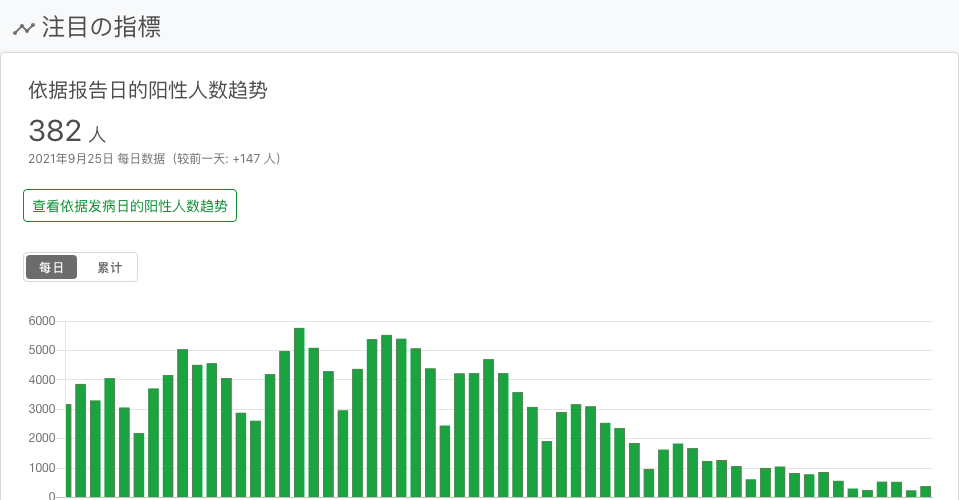 注目の指標
依据报告日的阳性人数趋势
382 人
2021年9月25日 每日数据（较前一天: +147 人）
查看依据发病日的阳性人数趋势
每日 累计
6000
5000
4000
3000
2000
1000
0